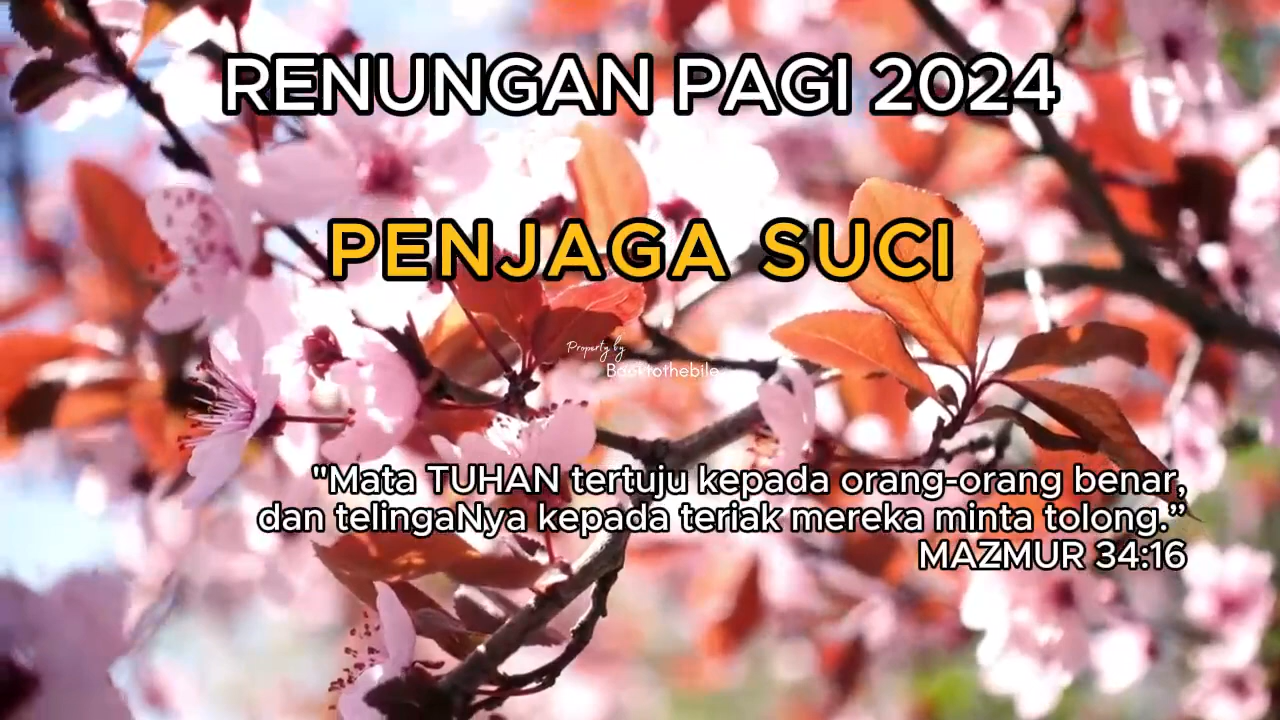 RENUNGAN PAGI 2024
PENJAGA SUCI
Property by
Backtothebile
"Mata TUHAN tertuju kepada orang-orang benar,
dan telingaNya kepada teriak mereka minta tolong.”
MAZMUR 34:16